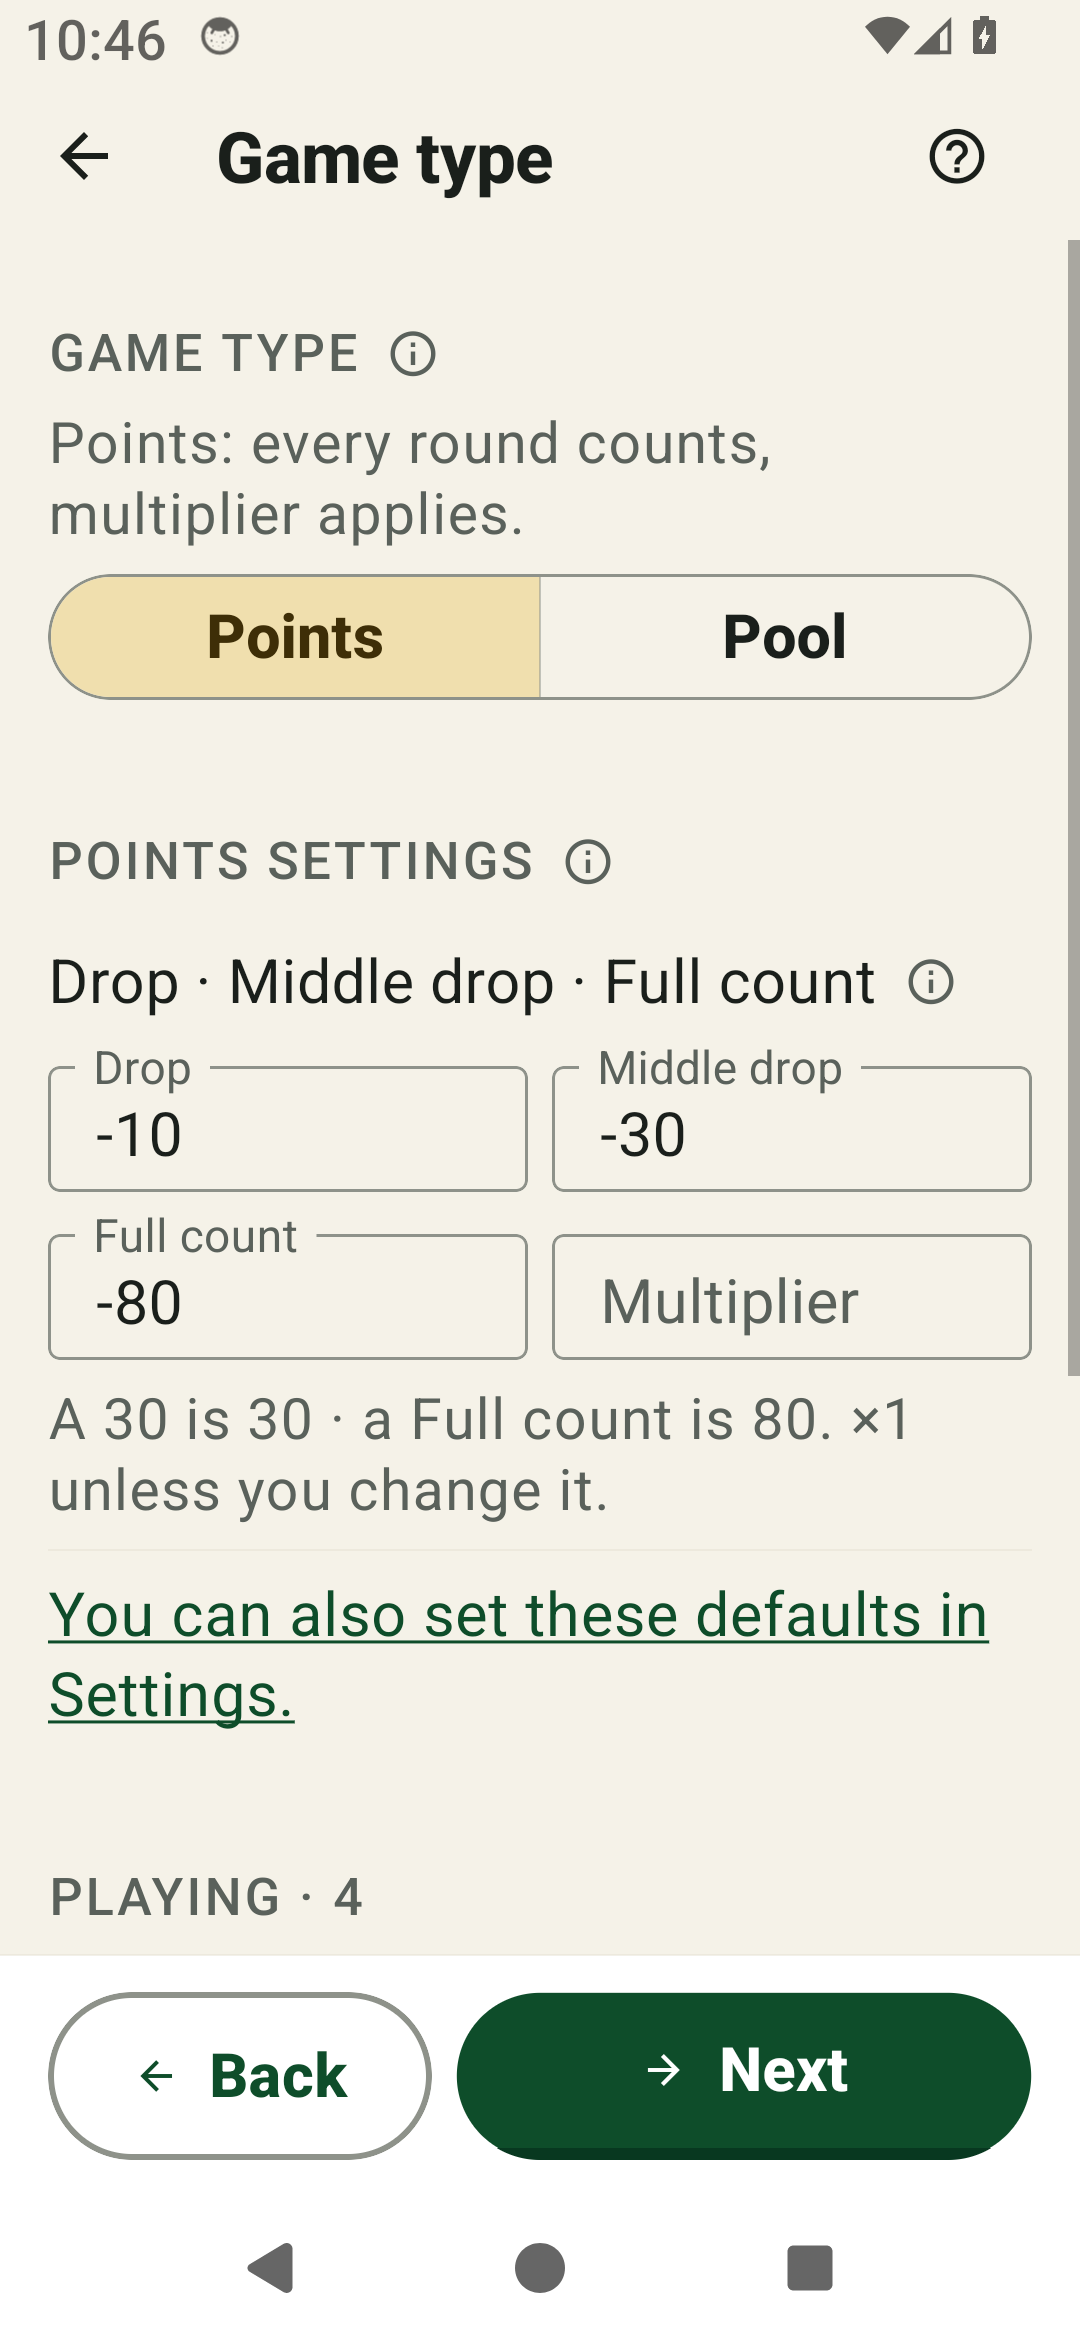 10:46
Game type
GAME TYPE
Points: every round counts,
multiplier applies.
Points
Pool
POINTS SETTINGS
Drop · Middle drop · Full count
Drop
-10
Middle drop
-30
Full count
-80
Multiplier
A 30 is 30 · a Full count is 80. ×1
unless you change it.
You can also set these defaults in
Settings.
PLAYING · 4
Back
Next